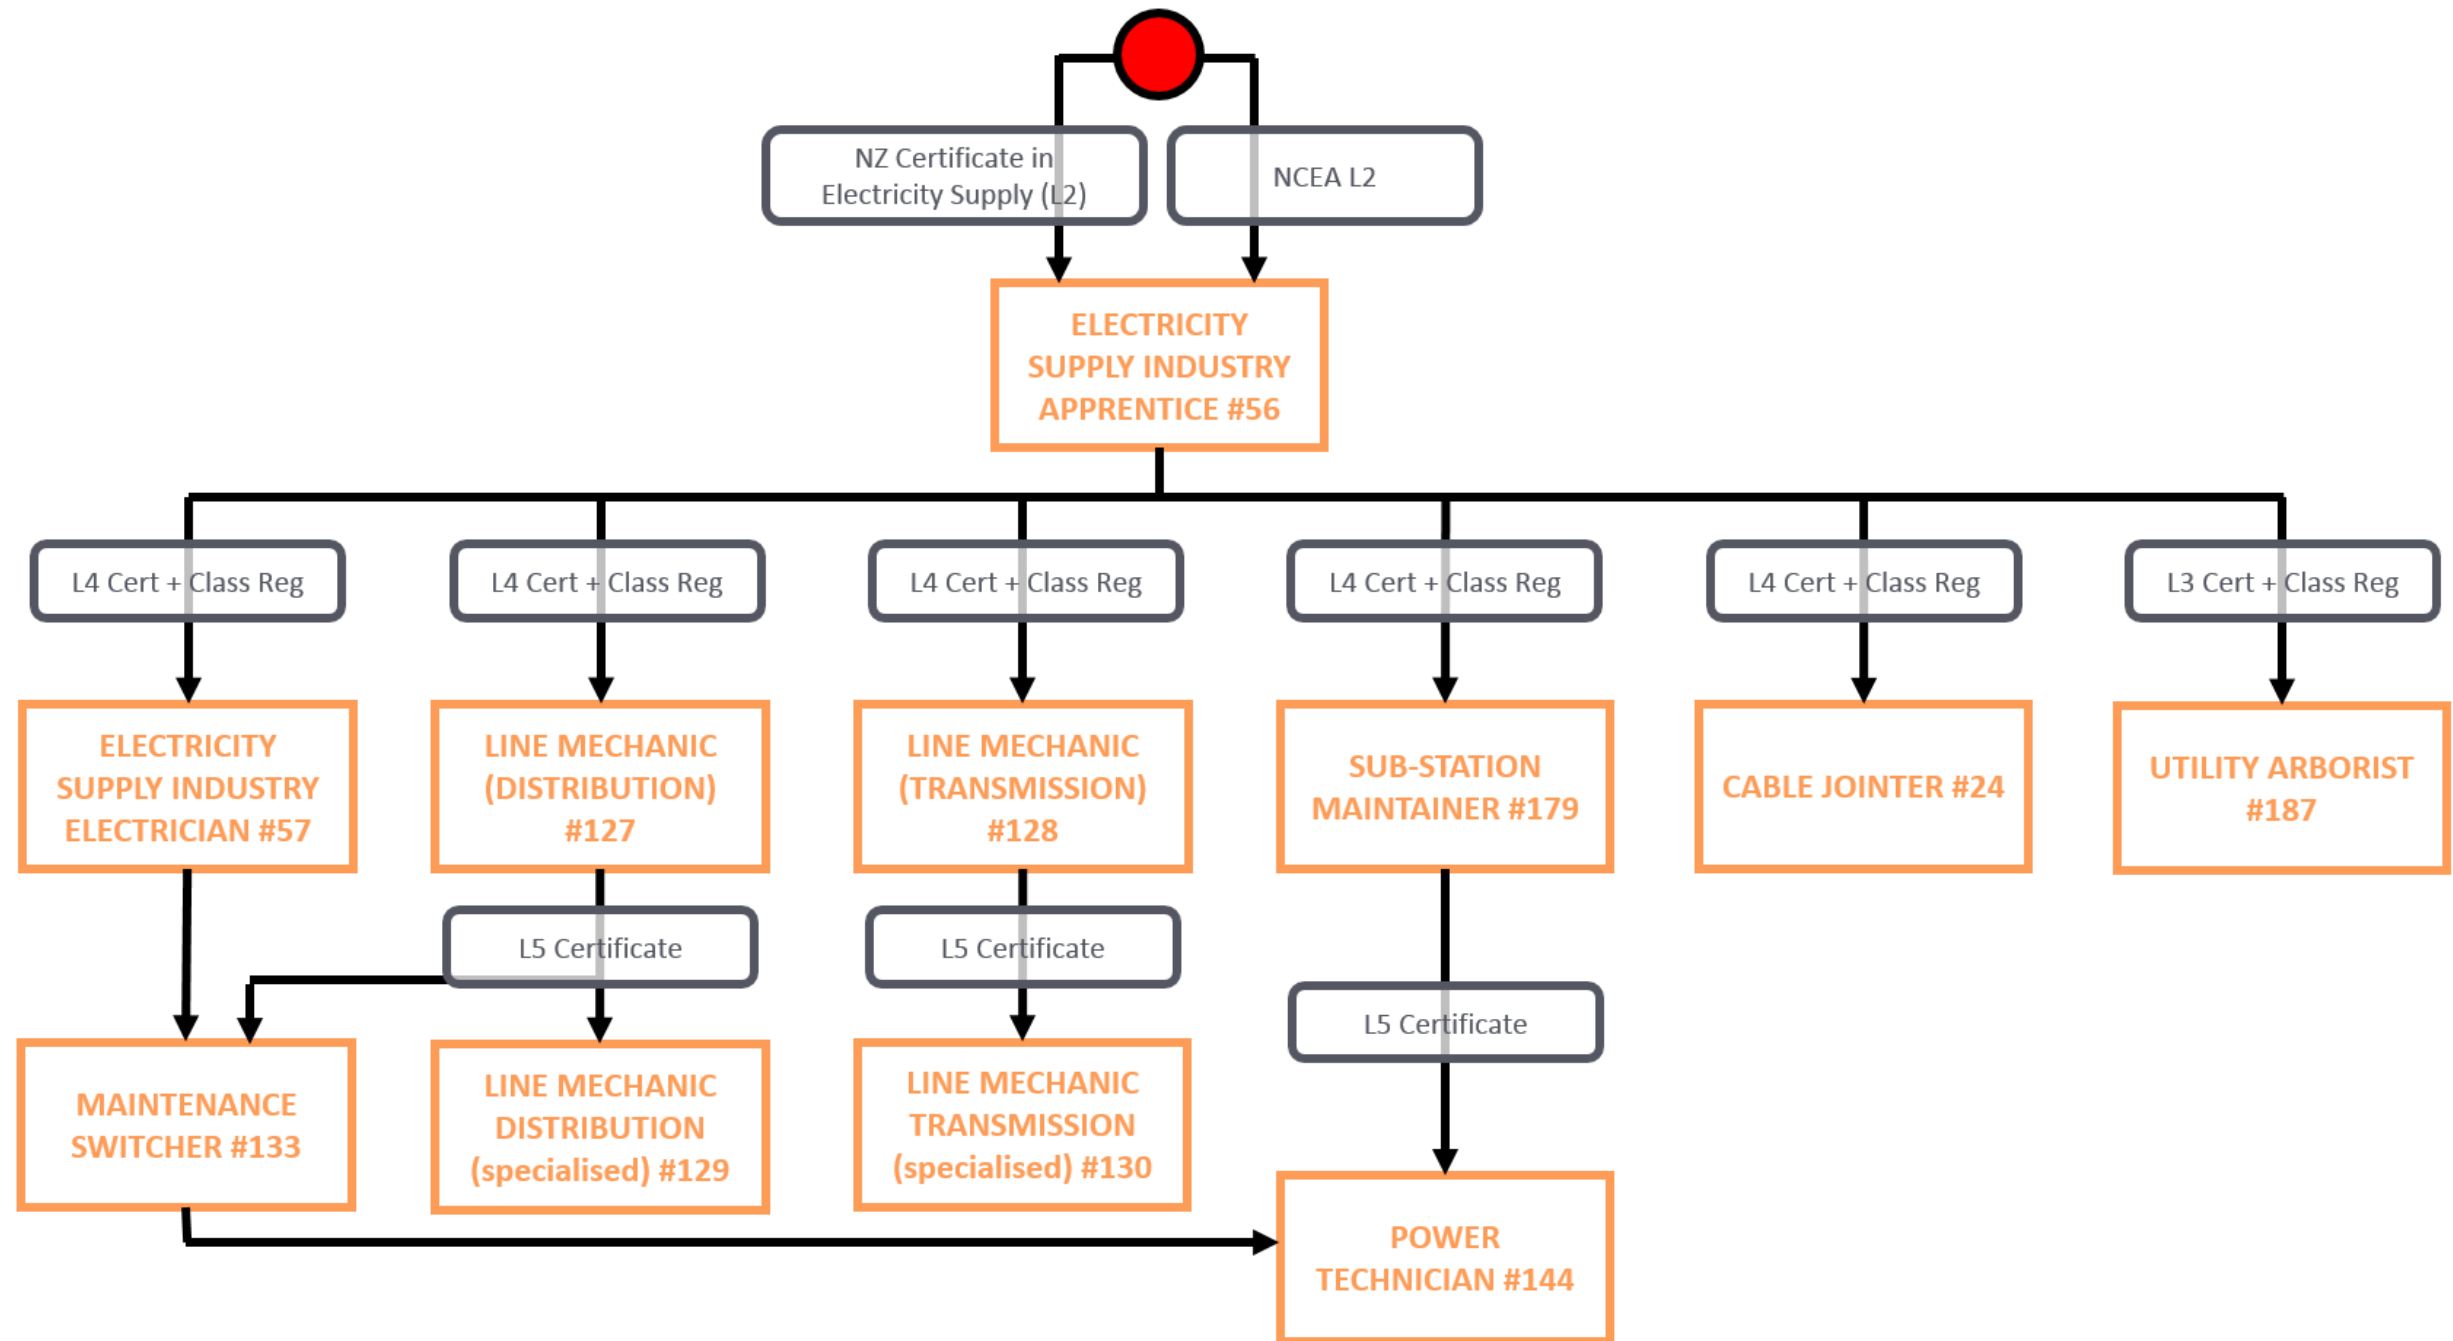 NZ Certificate in
Electricity Supply (L2)
NCEA L2
ELECTRICITY
SUPPLY INDUSTRY
APPRENTICE #56
L4 Cert + Class Reg
L4 Cert + Class Reg
L4 Cert + Class Reg
L4 Cert + Class Reg
L4 Cert + Class Reg
L3 Cert + Class Reg
ELECTRICITY
SUPPLY INDUSTRY
ELECTRICIAN #57
LINE MECHANIC
(DISTRIBUTION)
#127
LINE MECHANIC
(TRANSMISSION)
#128
SUB-STATION
MAINTAINER #179
CABLE JOINTER #24
UTILITY ARBORIST
#187
L5 Certificate
L5 Certificate
L5 Certificate
MAINTENANCE
SWITCHER #133
LINE MECHANIC
DISTRIBUTION
(specialised) #129
LINE MECHANIC
TRANSMISSION
(specialised) #130
POWER
TECHNICIAN #144